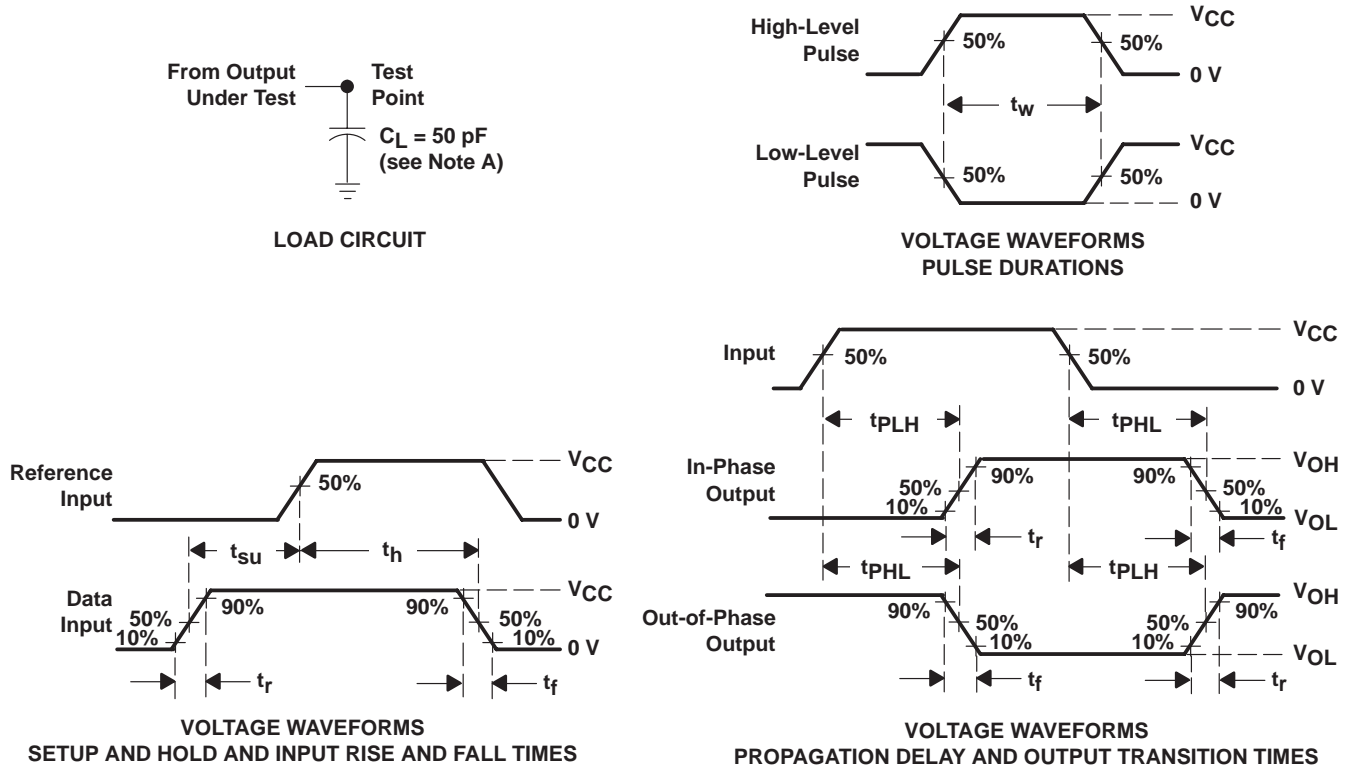 From Output
Under Test
Test
Point
CL = 50 pF
(see Note A)
LOAD CIRCUIT
High-Level
Pulse
50%
50%
VCC
0 V
tw
Low-Level
Pulse
50%
50%
VCC
0 V
VOLTAGE WAVEFORMS
PULSE DURATIONS
Reference
Input
50%
VCC
0 V
tsu
th
Data
Input
50%
10%
90%
90%
50%
10%
VCC
0 V
tr
tf
VOLTAGE WAVEFORMS
SETUP AND HOLD AND INPUT RISE AND FALL TIMES
Input
50%
50%
VCC
0 V
tPLH
tPHL
In-Phase
Output
50%
10%
90%
90%
50%
10%
VOH
VOL
tr
tf
tPHL
tPLH
Out-of-Phase
Output
90%
50%
10%
50%
10%
90%
VOH
VOL
tf
tr
VOLTAGE WAVEFORMS
PROPAGATION DELAY AND OUTPUT TRANSITION TIMES